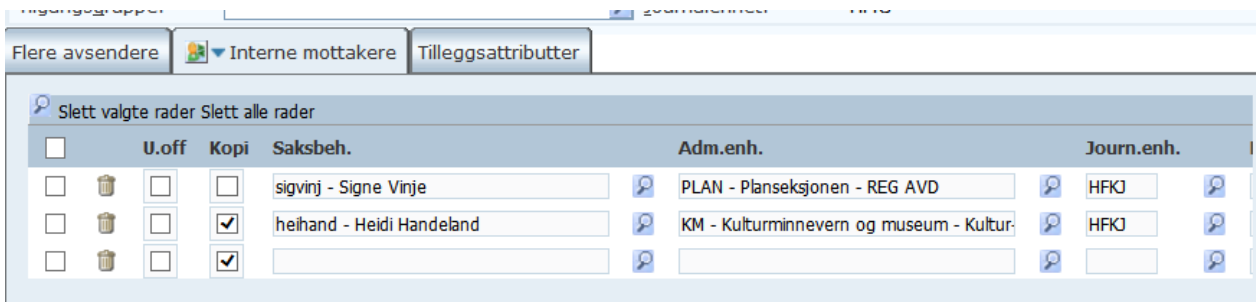 Flere avsendere Interne mottakere Tilleggsattributter
Slett valgte rader Slett alle rader
U.off Kopi Saksbeh. Adm.enh. Journ.enh.
sigvinj - Signe Vinje PLAN - Planseksjonen - REG AVD HFKJ
heihand - Heidi Handeland KM - Kulturminnevern og museum - Kultur- HFKJ